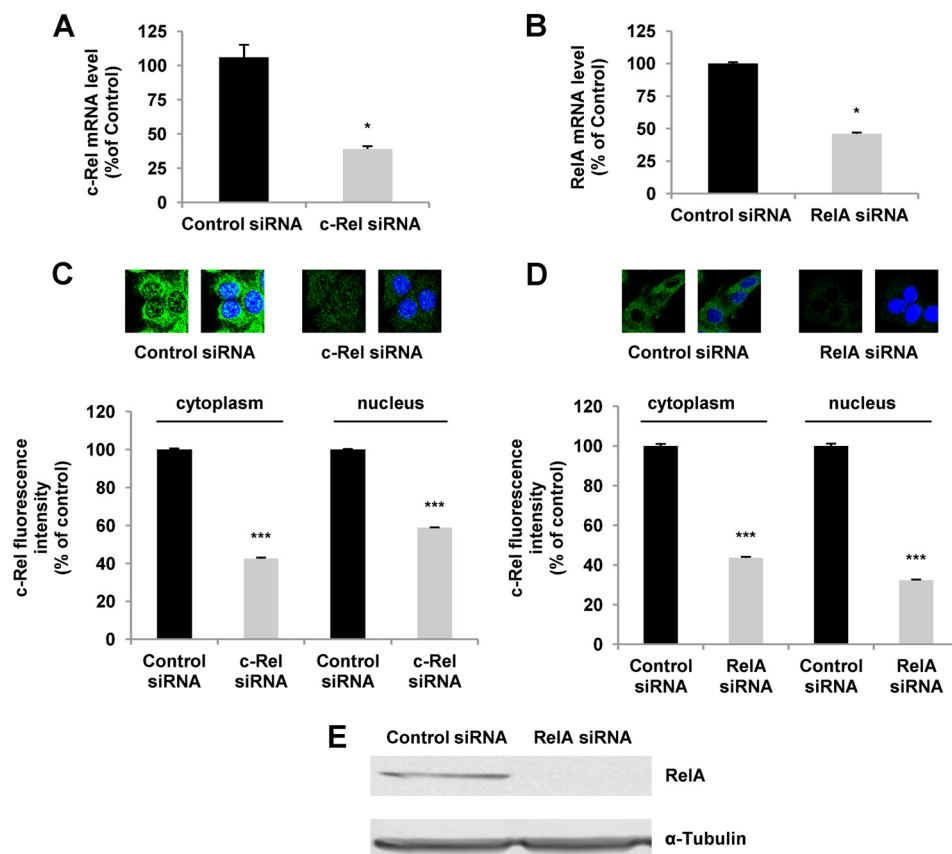 A
c-Rel mRNA level
(%of Control)
125
100
75
50
25
0
*
Control siRNA
c-Rel siRNA
B
RelA mRNA level
(% of Control)
125
100
75
50
25
0
*
Control siRNA
RelA siRNA
C
Control siRNA
c-Rel siRNA
c-Rel fluorescence
intensity
(% of control)
120
100
80
60
40
20
0
cytoplasm
nucleus
***
***
Control
siRNA
c-Rel
siRNA
Control
siRNA
c-Rel
siRNA
D
Control siRNA
RelA siRNA
c-Rel fluorescence
intensity
(% of control)
120
100
80
60
40
20
0
cytoplasm
nucleus
***
***
Control
siRNA
RelA
siRNA
Control
siRNA
RelA
siRNA
E
Control siRNA
RelA siRNA
RelA
α-Tubulin